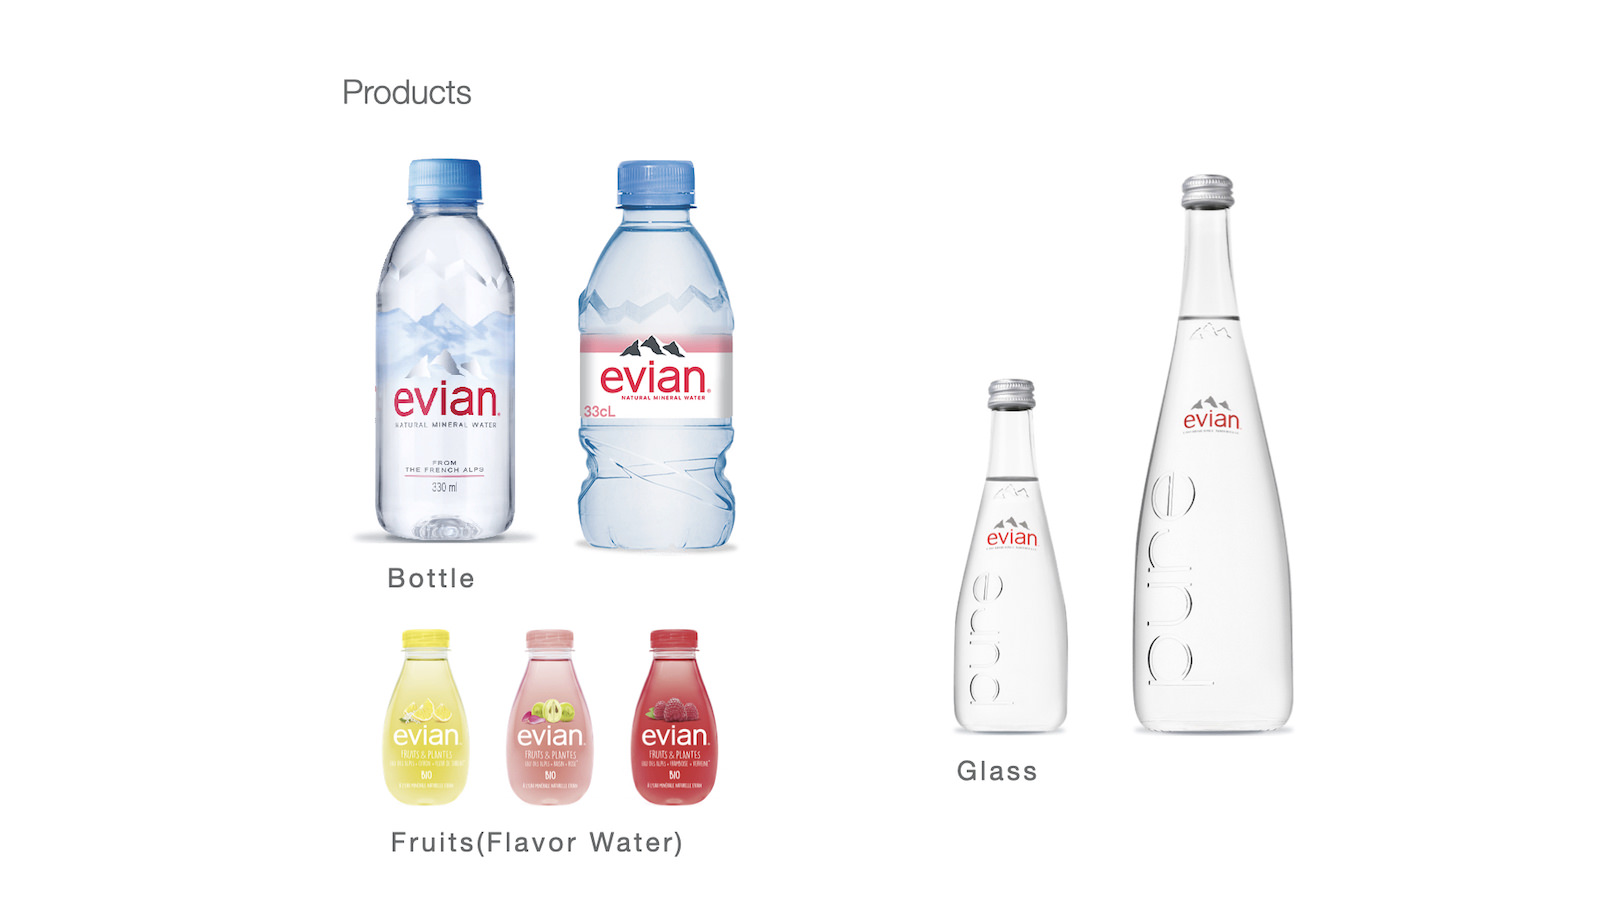 Products
evian.
NATURAL MINERAL WATER
FROM
THE FRENCH ALPS
330 ml
evian
NATURAL MINERAL WATER
33cL
Bottle
evian
pure
evian
pure
Glass
evian.
FRUITS & PLANTES
BIO
evian.
FRUITS & PLANTES
BIO
evian.
FRUITS & PLANTES
BIO
Fruits(Flavor Water)